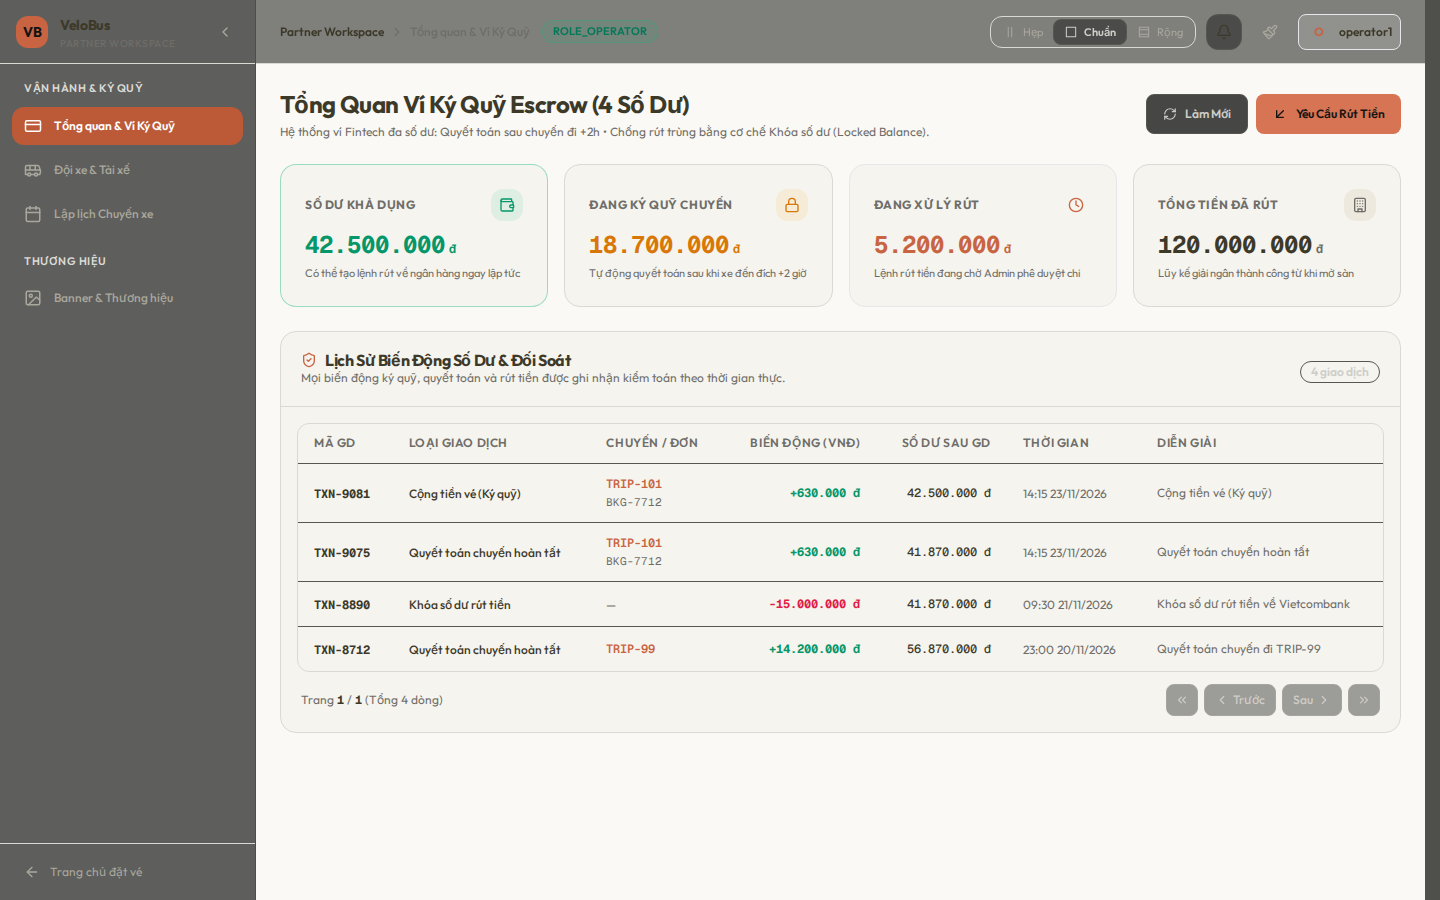 VB
VeloBus
PARTNER WORKSPACE
VẬN HÀNH & KÝ QUỸ
Tổng quan & Ví Ký Quỹ
Đội xe & Tài xế
Lập lịch Chuyến xe
THƯƠNG HIỆU
Banner & Thương hiệu
Trang chủ đặt vé
Partner Workspace > Tổng quan & Ví Ký Quỹ ROLE_OPERATOR
Hẹp Chuẩn Rộng operator1
Tổng Quan Ví Ký Quỹ Escrow (4 Số Dư)
Hệ thống ví Fintech đa số dư: Quyết toán sau chuyến đi +2h • Chống rút trùng bằng cơ chế Khóa số dư (Locked Balance).
Làm Mới Yêu Cầu Rút Tiền
SỐ DƯ KHẢ DỤNG
42.500.000 đ
Có thể tạo lệnh rút về ngân hàng ngay lập tức
ĐANG KÝ QUỸ CHUYẾN
18.700.000 đ
Tự động quyết toán sau khi xe đến đích +2 giờ
ĐANG XỬ LÝ RÚT
5.200.000 đ
Lệnh rút tiền đang chờ Admin phê duyệt chi
TỔNG TIỀN ĐÃ RÚT
120.000.000 đ
Lũy kế giải ngân thành công từ khi mở sàn
Lịch Sử Biến Động Số Dư & Đối Soát
Mọi biến động ký quỹ, quyết toán và rút tiền được ghi nhận kiểm toán theo thời gian thực.
4 giao dịch
MÃ GD LOẠI GIAO DỊCH CHUYẾN / ĐƠN BIẾN ĐỘNG (VNĐ) SỐ DƯ SAU GD THỜI GIAN DIỄN GIẢI
TXN-9081 Cộng tiền vé (Ký quỹ) TRIP-101 +630.000 đ 42.500.000 đ 14:15 23/11/2026 Cộng tiền vé (Ký quỹ)
BKG-7712
TXN-9075 Quyết toán chuyến hoàn tất TRIP-101 +630.000 đ 41.870.000 đ 14:15 23/11/2026 Quyết toán chuyến hoàn tất
BKG-7712
TXN-8890 Khóa số dư rút tiền — -15.000.000 đ 41.870.000 đ 09:30 21/11/2026 Khóa số dư rút tiền về Vietcombank
TXN-8712 Quyết toán chuyến hoàn tất TRIP-99 +14.200.000 đ 56.870.000 đ 23:00 20/11/2026 Quyết toán chuyến đi TRIP-99
Trang 1 / 1 (Tổng 4 dòng)
« ‹ Trước Sau › »